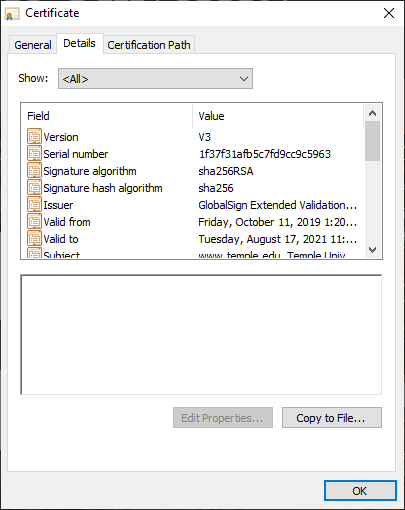 Certificate
General Details Certification Path
Show: <All>
Field Value
Version V3
Serial number 1f37f31afb5c7fd9cc9c5963
Signature algorithm sha256RSA
Signature hash algorithm sha256
Issuer GlobalSign Extended Validation...
Valid from Friday, October 11, 2019 1:20...
Valid to Tuesday, August 17, 2021 11:...
Subject www.temple.edu, Temple Univ...
Edit Properties... Copy to File...
OK